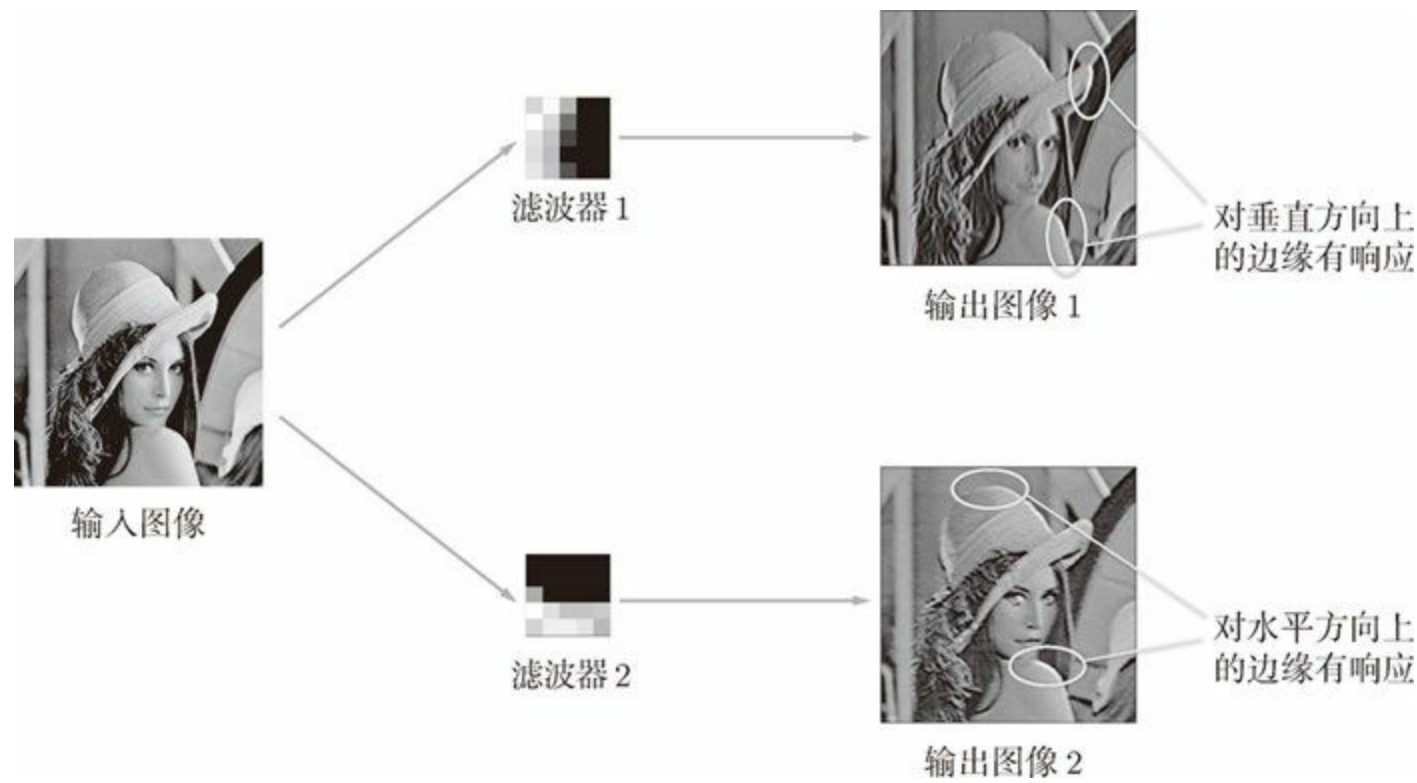 滤波器 1
对垂直方向上
的边缘有响应
输出图像 1
输入图像
对水平方向上
的边缘有响应
滤波器 2
输出图像 2